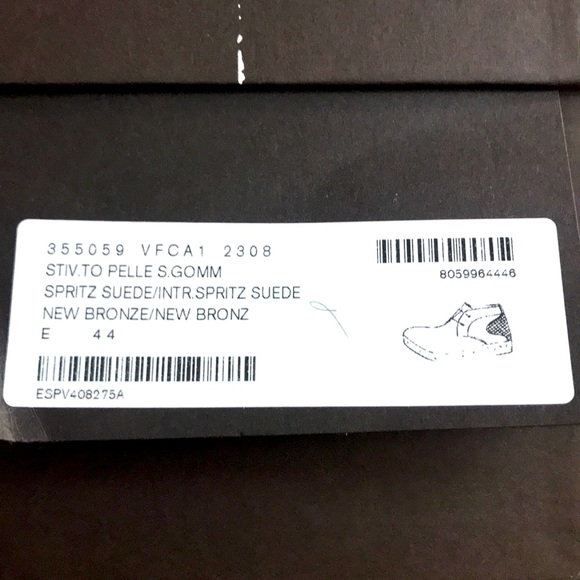 355059 VFCA1 2308
STIV.TO PELLE S.GOMM
SPRITZ SUEDE/INTR.SPRITZ SUEDE
NEW BRONZE/NEW BRONZ
E 44
ESPV408275A
8059964446